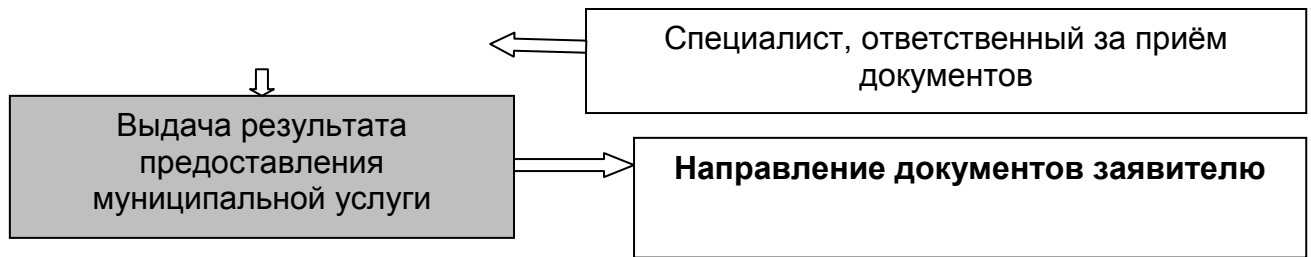 Специалист, ответственный за приём
документов
Выдача результата
предоставления
муниципальной услуги
Направление документов заявителю